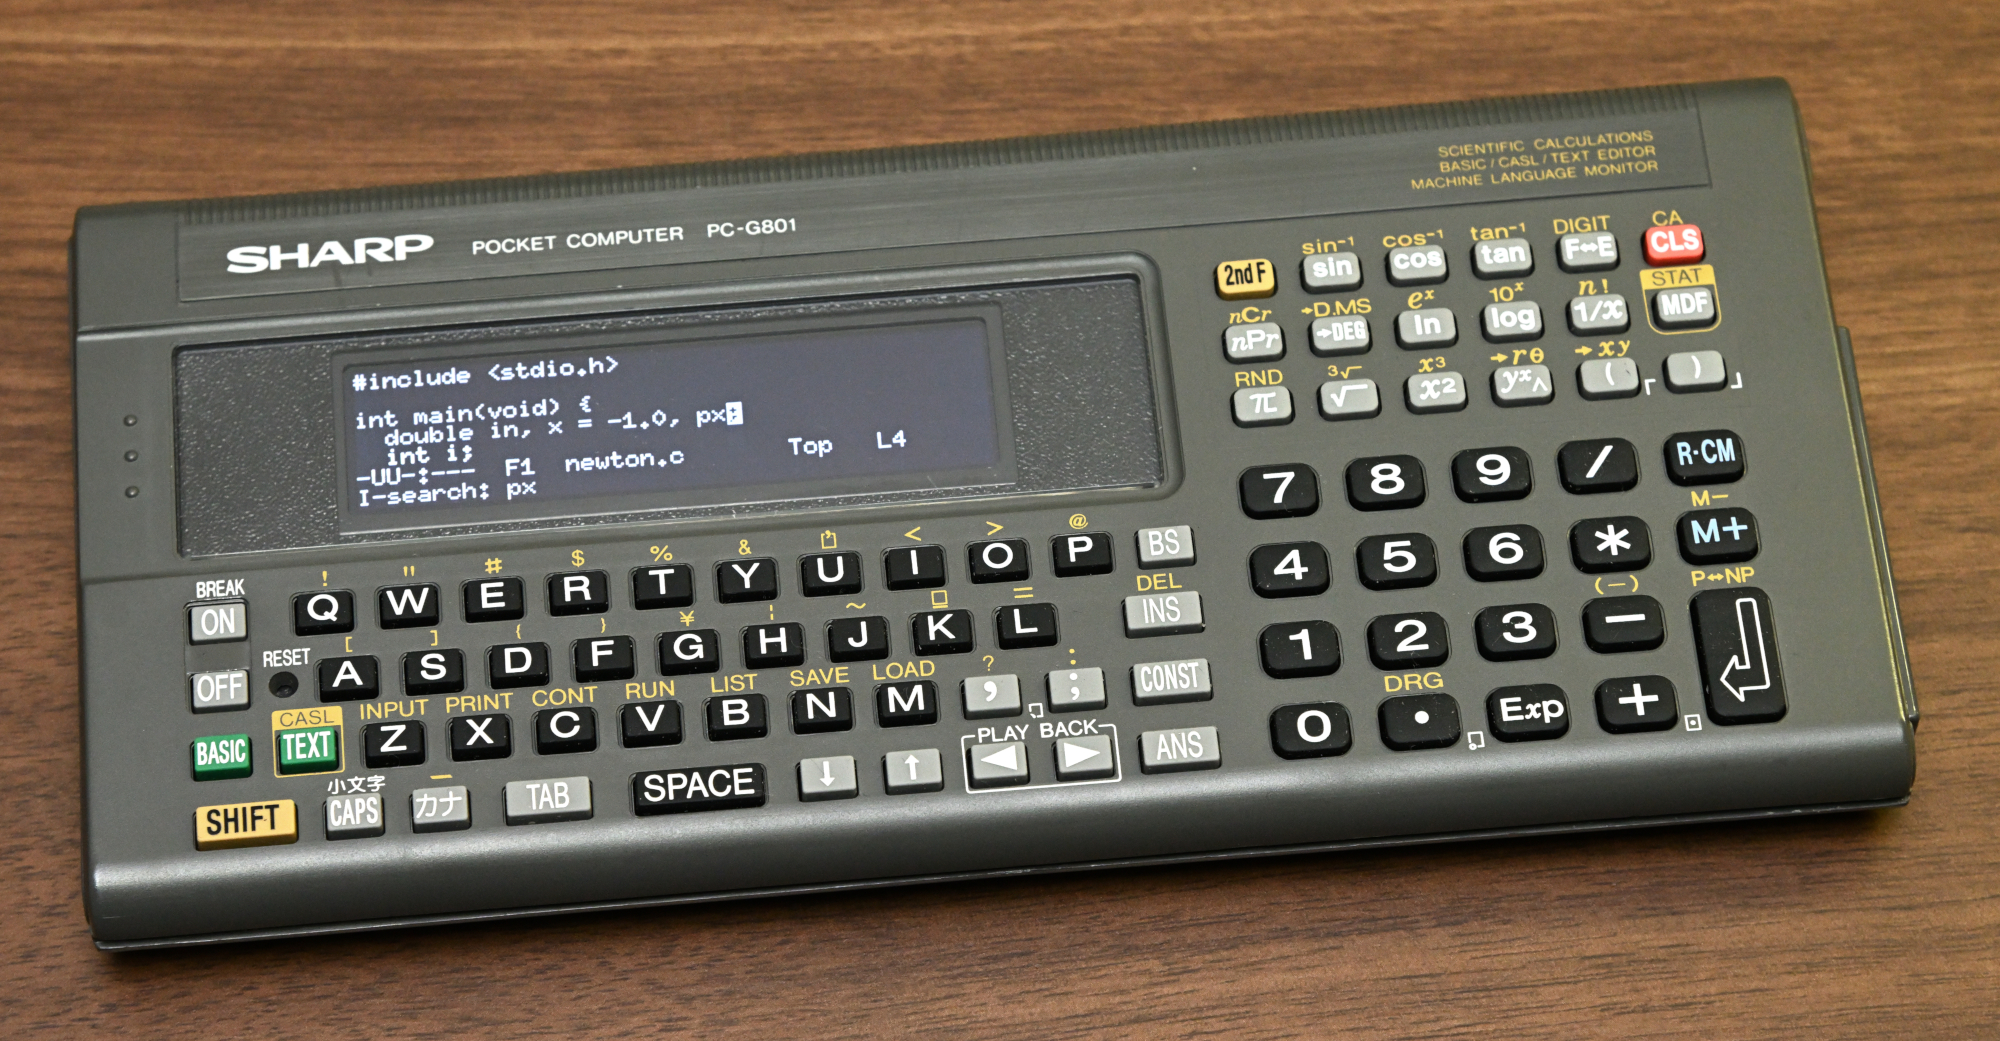 SCIENTIFIC CALCULATIONS
BASIC / CASL / TEXT EDITOR
MACHINE LANGUAGE MONITOR
SHARP POCKET COMPUTER PC-G801
#include <stdio.h>
int main(void) {
double in, x = -1.0, px;
int i;
-UU-:--- F1 newton.c Top L4
I-search: px
sin⁻¹ cos⁻¹ tan⁻¹ DIGIT CA
2nd F sin cos tan F↔E CLS
nCr →D.MS eˣ 10ˣ n! STAT
nPr →DEG ln log 1/x MDF
RND ³√ x³ →rθ →xy
π √ x² yˣ^ ( )
7 8 9 / R·CM
M−
4 5 6 * M+
(−) P↔NP
1 2 3 −
DRG
0 • Exp +
BREAK ! " # $ % & < > @
ON Q W E R T Y U I O P BS
[ ] { } ¥ ¦ ~ = DEL
RESET A S D F G H J K L INS
OFF
CASL INPUT PRINT CONT RUN LIST SAVE LOAD ? :
BASIC TEXT Z X C V B N M , ; CONST
小文字 PLAY BACK
SHIFT CAPS カナ TAB SPACE ↓ ↑ ◀ ▶ ANS